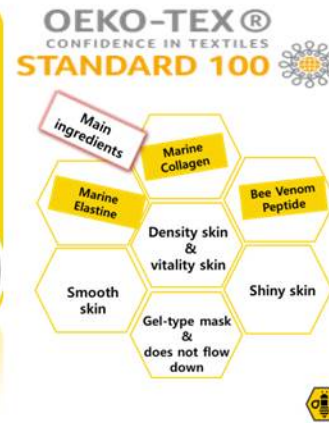 OEKO-TEX®
CONFIDENCE IN TEXTILES
STANDARD 100
Main
ingredients
Marine
Collagen
Marine
Elastine
Bee Venom
Peptide
Density skin
&
vitality skin
Smooth
skin
Shiny skin
Gel-type mask
&
does not flow
down